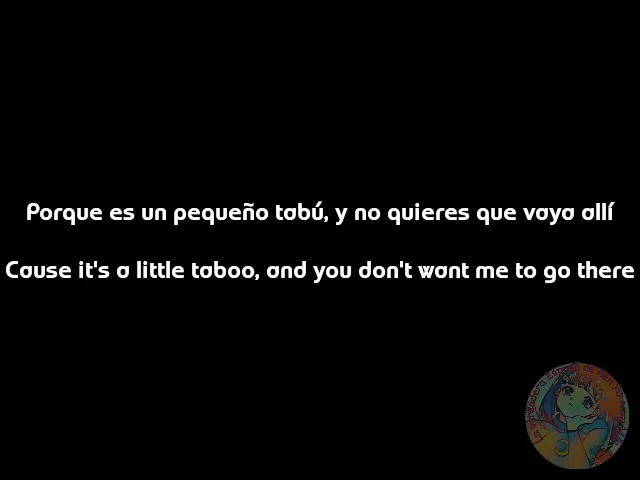 Porque es un pequeño tabú, y no quieres que vaya allí
Cause it's a little taboo, and you don't want me to go there